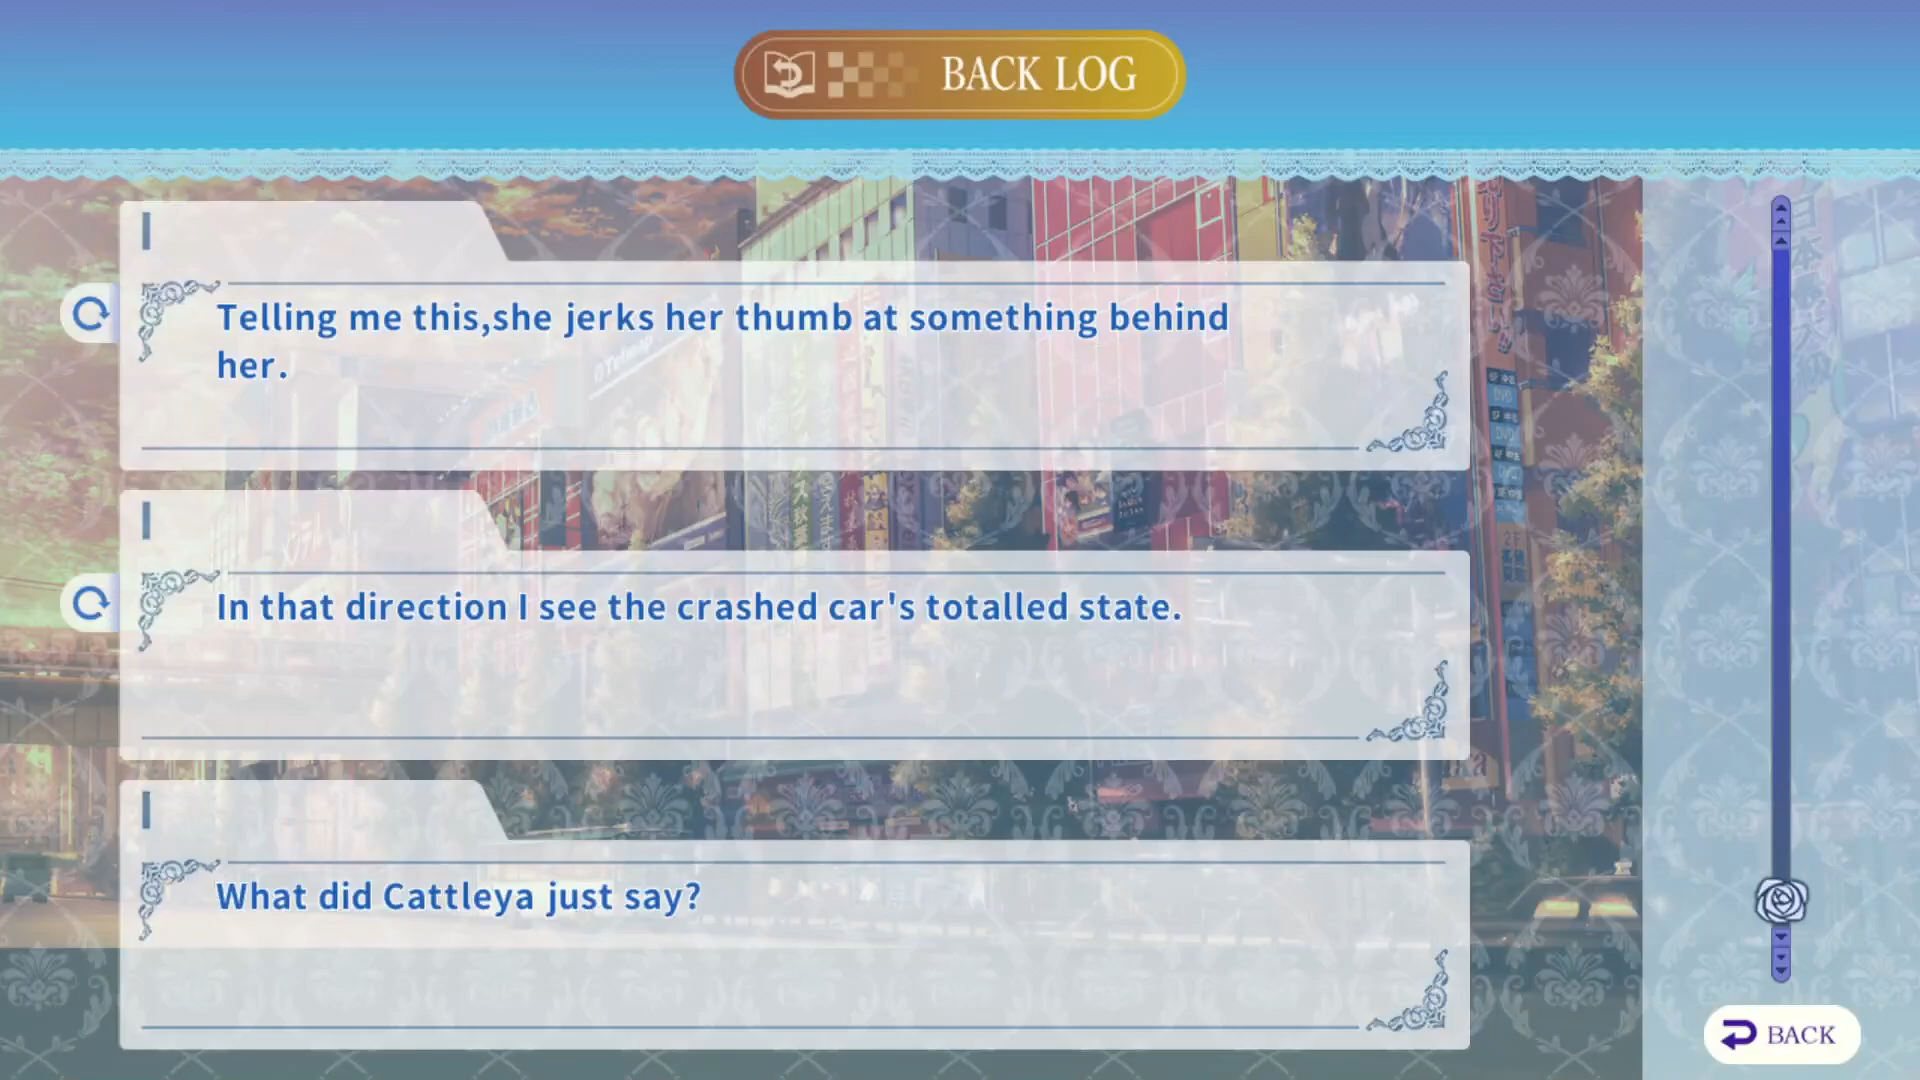 BACK LOG
Telling me this,she jerks her thumb at something behind
her.
In that direction I see the crashed car's totalled state.
What did Cattleya just say?
BACK